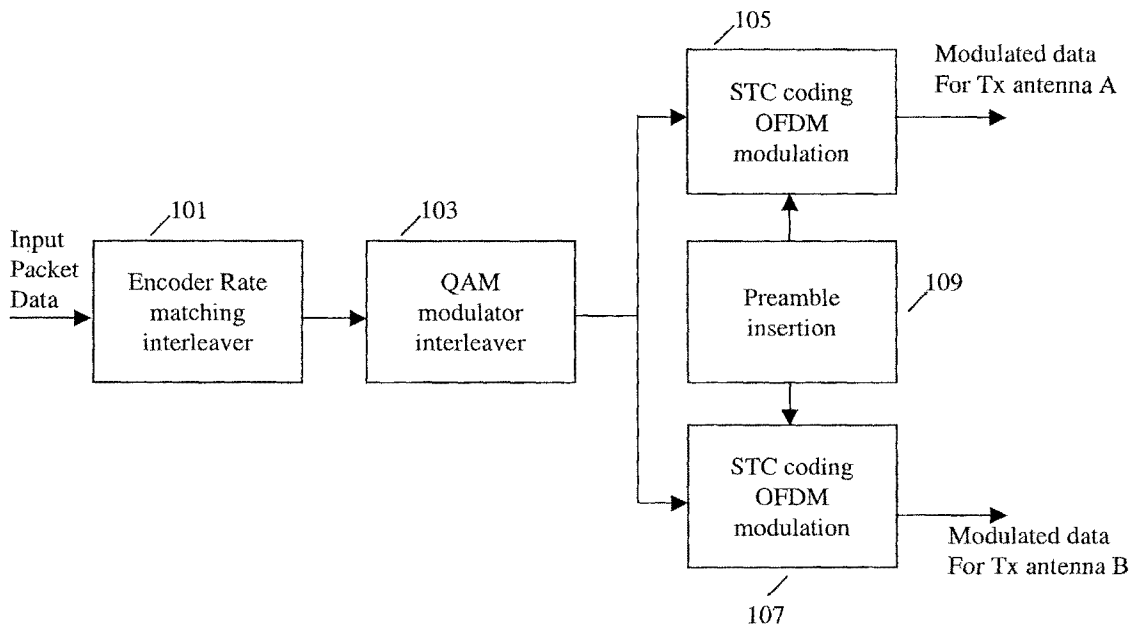 105
STC coding
OFDM
modulation
Modulated data
For Tx antenna A
101
103
Input
Packet
Data
Encoder Rate
matching
interleaver
QAM
modulator
interleaver
Preamble
insertion
109
STC coding
OFDM
modulation
Modulated data
For Tx antenna B
107